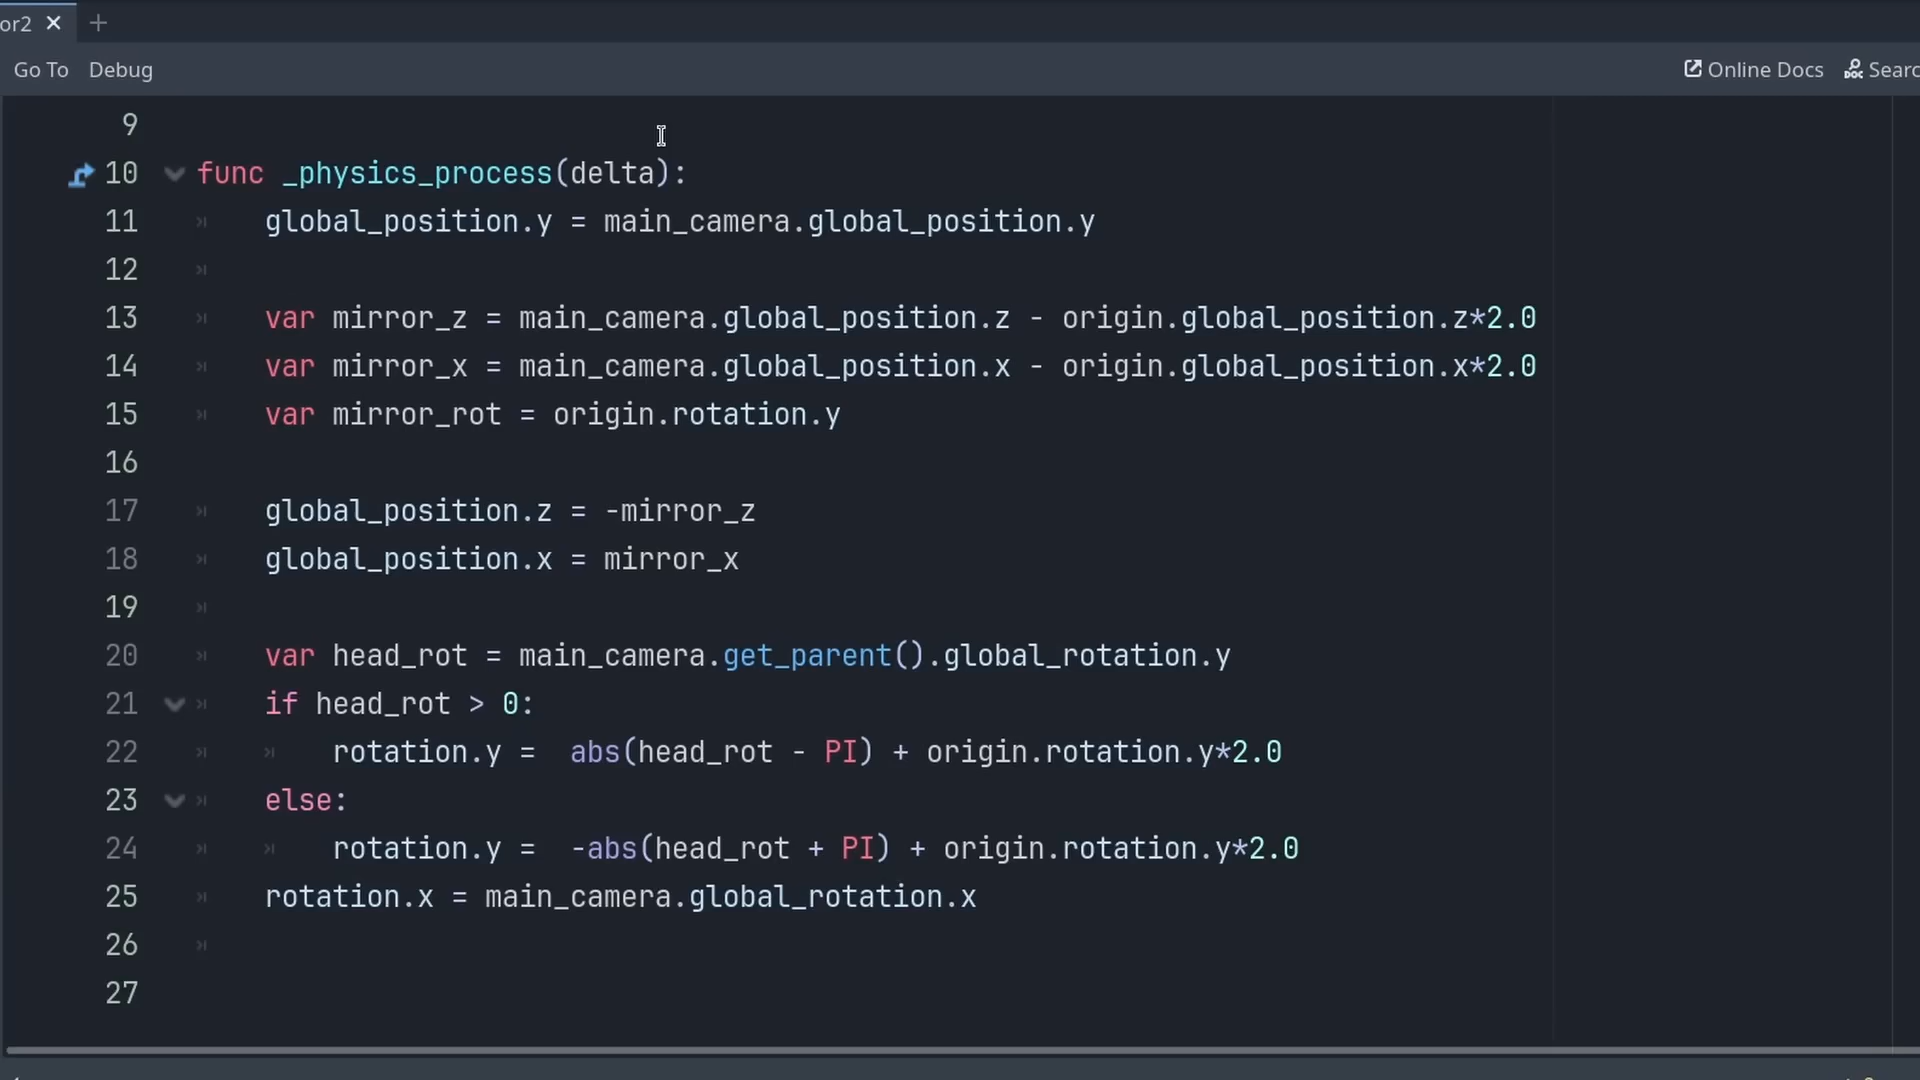 or2 ✕ +
Go To Debug Online Docs Searc
9
10 func _physics_process(delta):
11 global_position.y = main_camera.global_position.y
12
13 var mirror_z = main_camera.global_position.z - origin.global_position.z*2.0
14 var mirror_x = main_camera.global_position.x - origin.global_position.x*2.0
15 var mirror_rot = origin.rotation.y
16
17 global_position.z = -mirror_z
18 global_position.x = mirror_x
19
20 var head_rot = main_camera.get_parent().global_rotation.y
21 if head_rot > 0:
22 rotation.y =  abs(head_rot - PI) + origin.rotation.y*2.0
23 else:
24 rotation.y =  -abs(head_rot + PI) + origin.rotation.y*2.0
25 rotation.x = main_camera.global_rotation.x
26
27